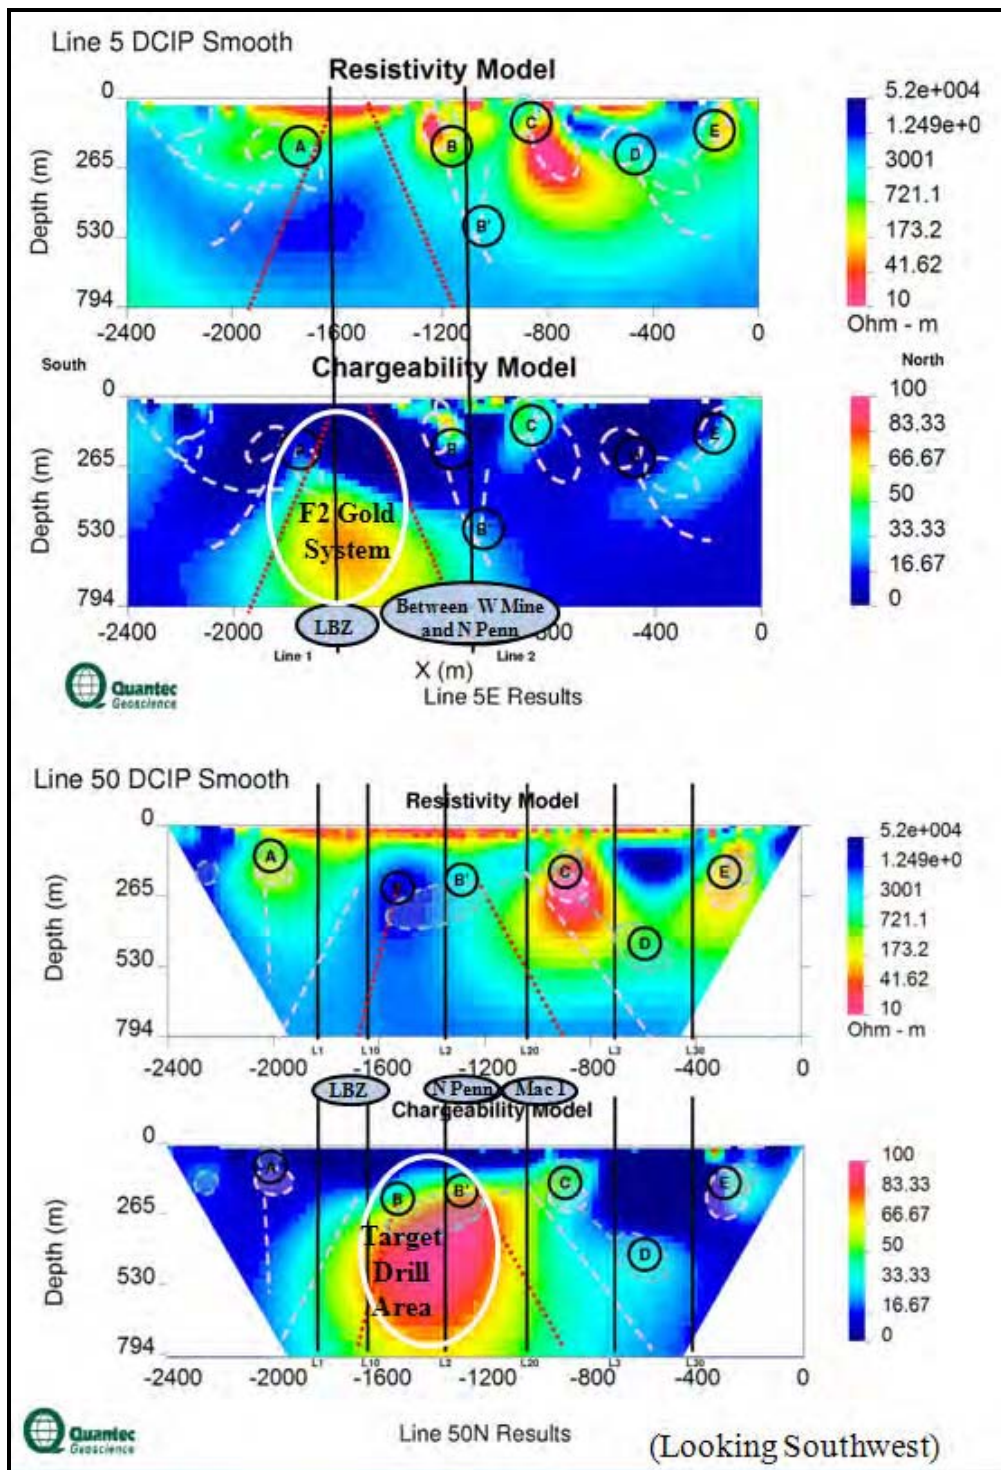 Line 5 DCIP Smooth
Resistivity Model
Depth (m)
0
265
530
794
-2400 -2000 -1600 -1200 -800 -400 0
A
B
B'
C
D
E
5.2e+004
1.249e+0
3001
721.1
173.2
41.62
10
Ohm - m
South
Chargeability Model
North
Depth (m)
0
265
530
794
B
B'
C
E
F2 Gold
System
100
83.33
66.67
50
33.33
16.67
0
-2400 -2000 -400 0
LBZ
Between W Mine
and N Penn
Line 1
Line 2
X (m)
Quantec
Geoscience
Line 5E Results
Line 50 DCIP Smooth
Resistivity Model
Depth (m)
0
265
530
794
A
B'
C
D
E
5.2e+004
1.249e+0
3001
721.1
173.2
41.62
10
Ohm - m
L1 L10 L2 L20 L3 L30
-2400 -2000 -1600 -1200 -800 -400 0
LBZ
N Penn
Mac 1
Chargeability Model
Depth (m)
0
265
530
794
A
B
B'
C
D
E
Target
Drill
Area
100
83.33
66.67
50
33.33
16.67
0
L1 L10 L2 L20 L3 L30
-2400 -2000 -1600 -1200 -800 -400 0
Quantec
Geoscience
Line 50N Results
(Looking Southwest)